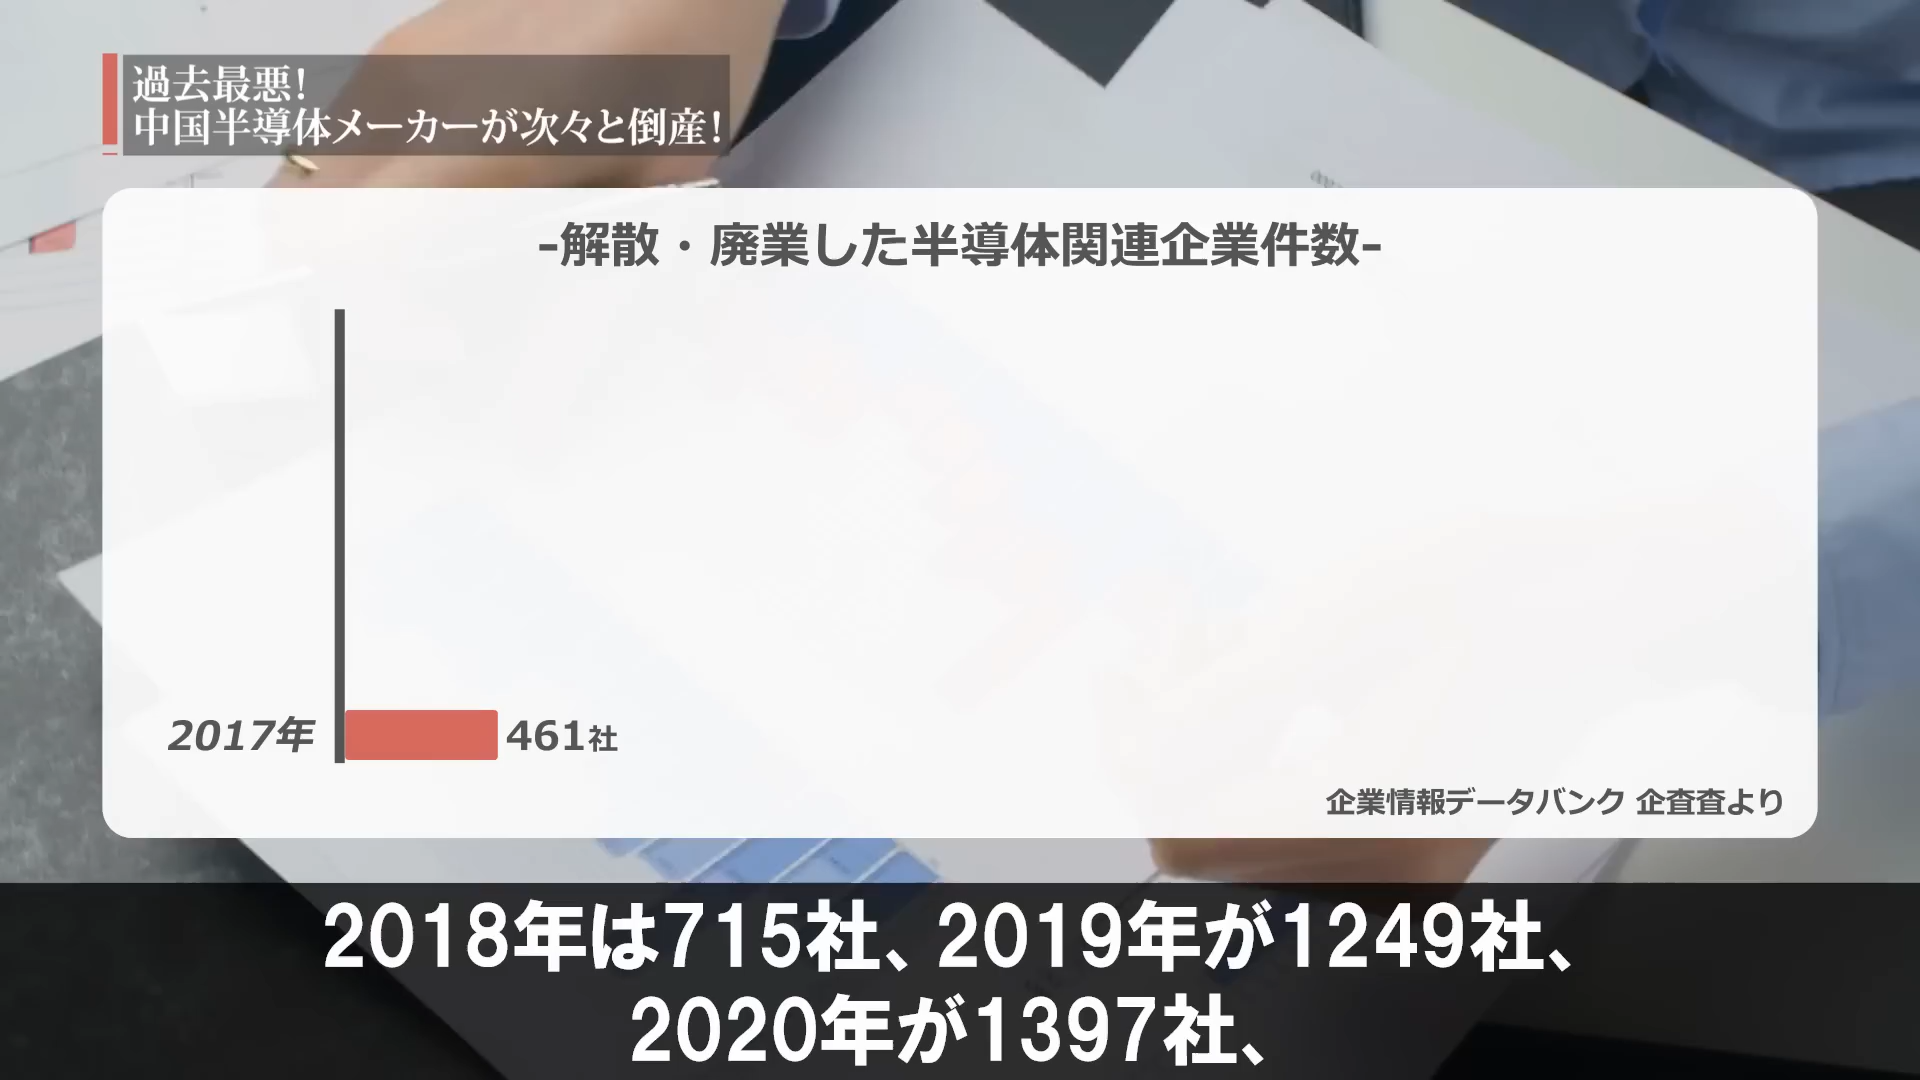 過去最悪！
中国半導体メーカーが次々と倒産！
-解散・廃業した半導体関連企業件数-
2017年 461社
企業情報データバンク 企査査より
2018年は715社、2019年が1249社、
2020年が1397社、